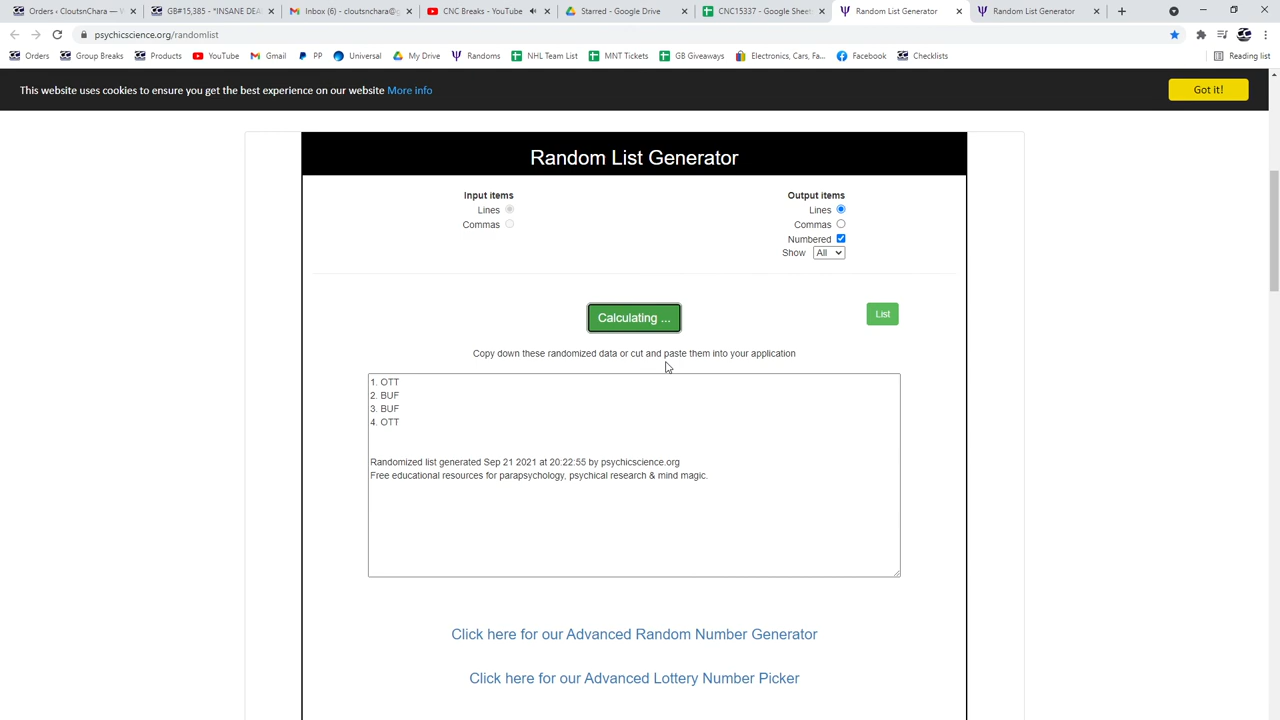 Orders ‹ CloutsnChara —
GB#15,385 - "INSANE DEA
Inbox (6) - cloutsnchara@g
CNC Breaks - YouTube
Starred - Google Drive
CNC15337 - Google Sheet
Random List Generator
Random List Generator
psychicscience.org/randomlist
Orders
Group Breaks
Products
YouTube
Gmail
PP
Universal
My Drive
Randoms
NHL Team List
MNT Tickets
GB Giveaways
Electronics, Cars, Fa...
Facebook
Checklists
Reading list
This website uses cookies to ensure you get the best experience on our website More info
Got it!
Random List Generator
Input items
Output items
Lines
Lines
Commas
Commas
Numbered
Show All
Calculating ...
List
Copy down these randomized data or cut and paste them into your application
1. OTT
2. BUF
3. BUF
4. OTT
Randomized list generated Sep 21 2021 at 20:22:55 by psychicscience.org
Free educational resources for parapsychology, psychical research & mind magic.
Click here for our Advanced Random Number Generator
Click here for our Advanced Lottery Number Picker